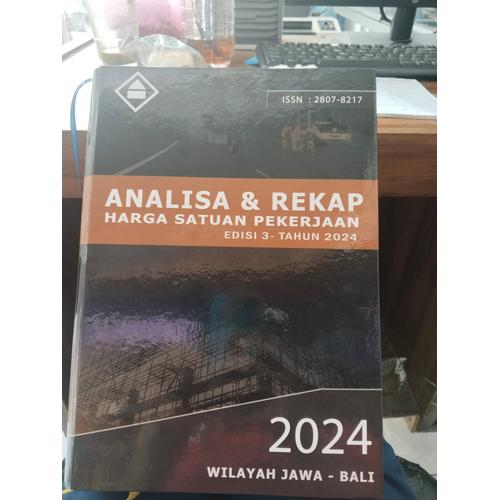 ISSN : 2807-8217
ANALISA & REKAP
HARGA SATUAN PEKERJAAN
EDISI 3- TAHUN 2024
2024
WILAYAH JAWA - BALI